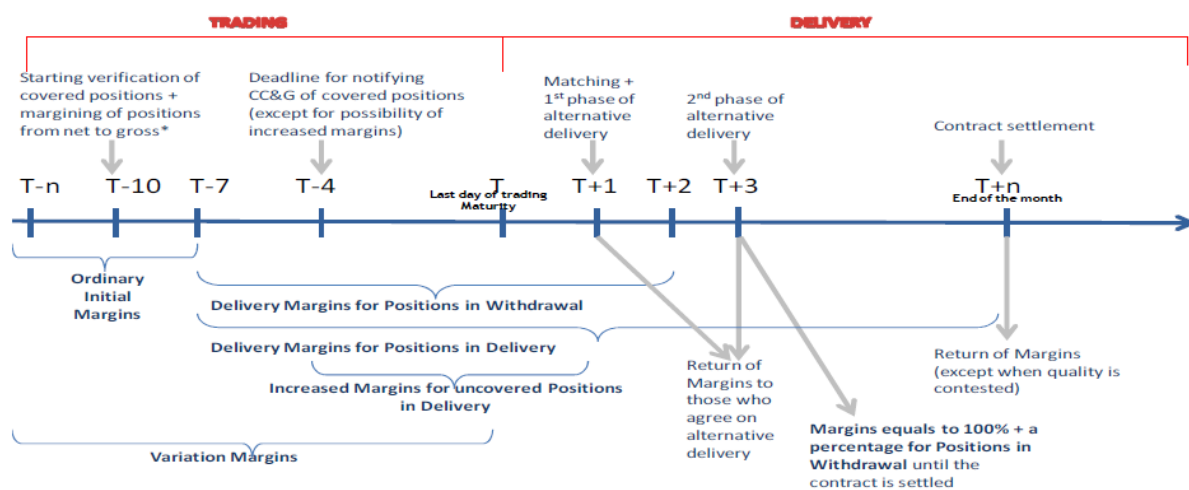 TRADING
DELIVERY
Starting verification of
covered positions +
margining of positions
from net to gross*
Deadline for notifying
CC&G of covered positions
(except for possibility of
increased margins)
Matching +
1st phase of
alternative
delivery
2nd phase of
alternative
delivery
Contract settlement
T-n
T-10
T-7
T-4
T
T+1
T+2
T+3
T+n
Last day of trading
Maturity
End of the month
Ordinary
Initial
Margins
Delivery Margins for Positions in Withdrawal
Delivery Margins for Positions in Delivery
Increased Margins for uncovered Positions
in Delivery
Variation Margins
Return of
Margins to
those who
agree on
alternative
delivery
Return of Margins
(except when quality is
contested)
Margins equals to 100% + a
percentage for Positions in
Withdrawal until the
contract is settled